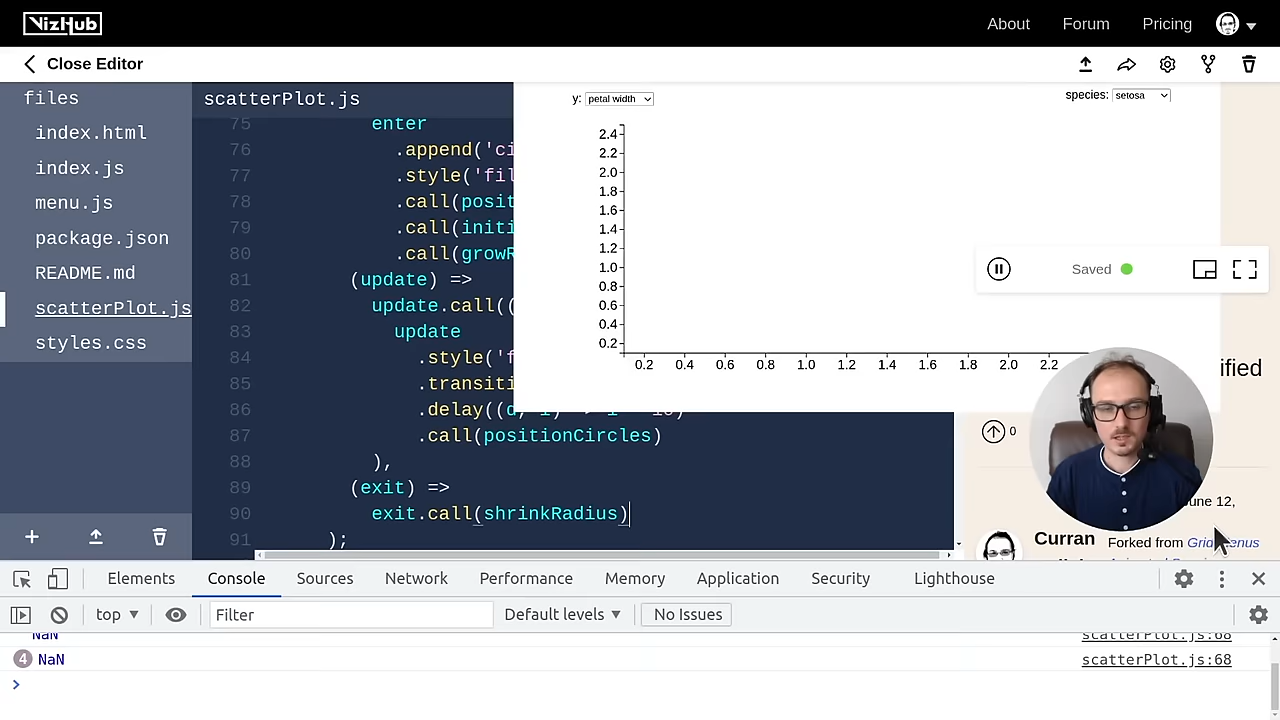 VizHub
About Forum Pricing
Close Editor
files
index.html
index.js
menu.js
package.json
README.md
scatterPlot.js
styles.css
scatterPlot.js
75 enter
76 .append('ci
77 .style('fil
78 .call(posit
79 .call(initi
80 .call(growR
81 (update) =>
82 update.call((
83 update
84 .style('f
85 .transiti
86 .delay((d, i) => i * 10)
87 .call(positionCircles)
88 ),
89 (exit) =>
90 exit.call(shrinkRadius)
91 );
y: petal width
species: setosa
2.4
2.2
2.0
1.8
1.6
1.4
1.2
1.0
0.8
0.6
0.4
0.2
0.2 0.4 0.6 0.8 1.0 1.2 1.4 1.6 1.8 2.0 2.2
Saved
ified
0
June 12,
Curran
Forked from Grid Menus
Elements Console Sources Network Performance Memory Application Security Lighthouse
top Filter Default levels No Issues
NaN scatterPlot.js:68
4 NaN scatterPlot.js:68